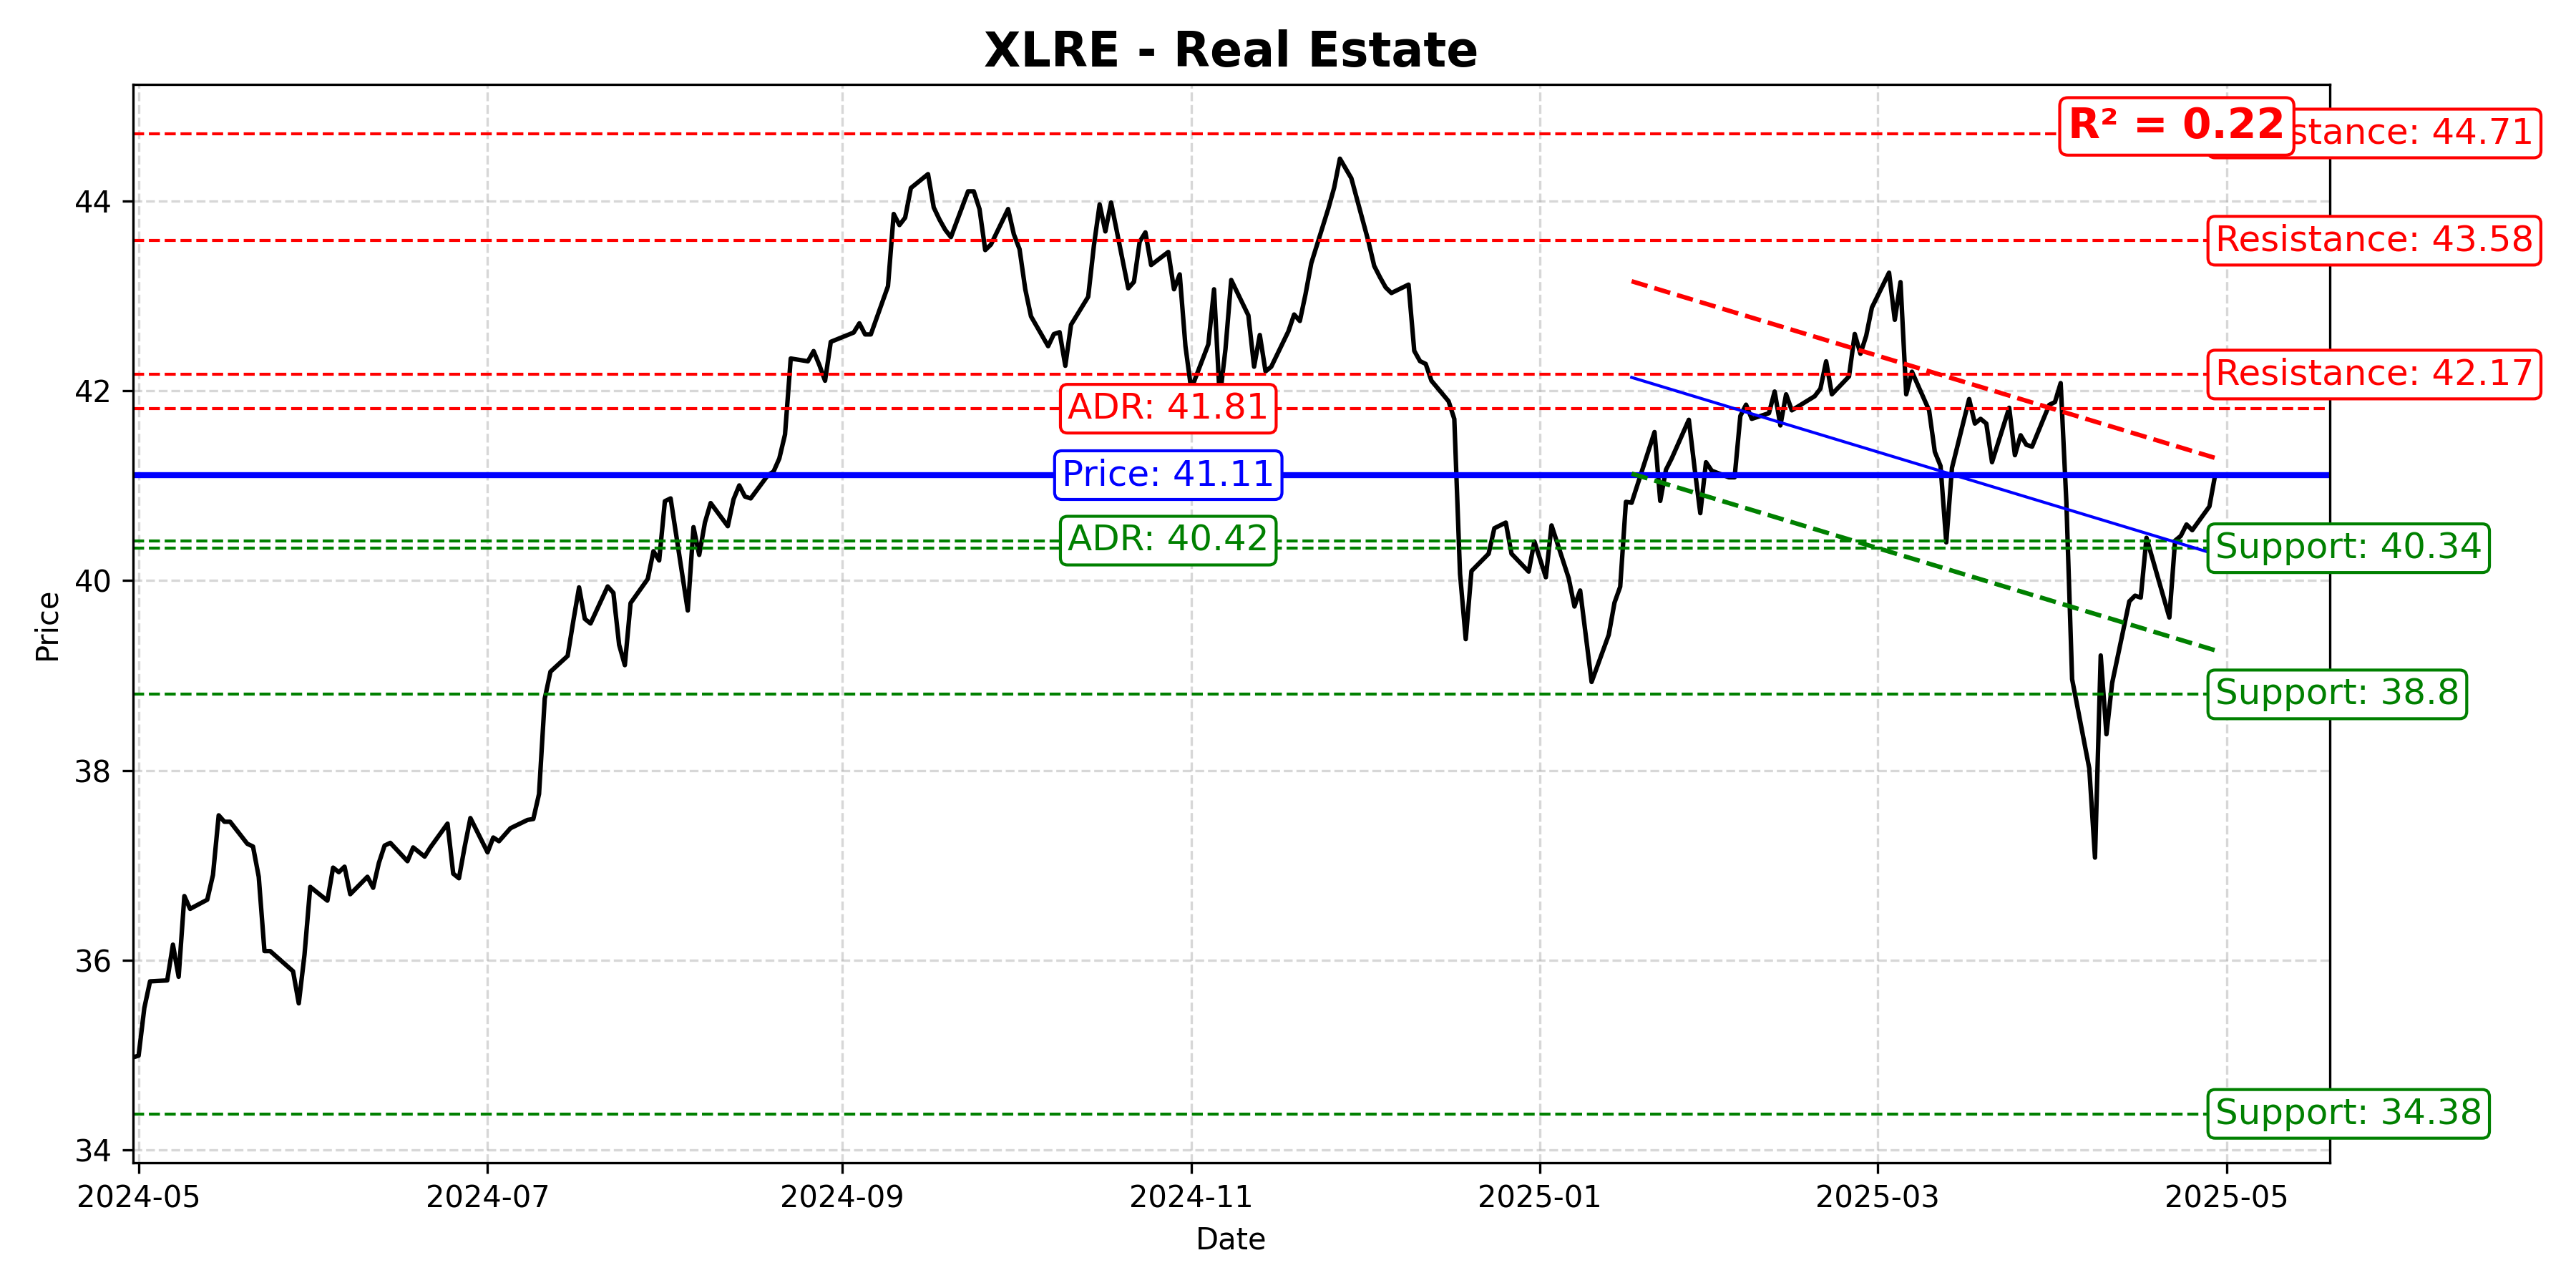 XLRE - Real Estate
R² = 0.22
stance: 44.71
Resistance: 43.58
Resistance: 42.17
ADR: 41.81
Price: 41.11
ADR: 40.42
Support: 40.34
Support: 38.8
Support: 34.38
Price
44
42
40
38
36
34
2024-05
2024-07
2024-09
2024-11
2025-01
2025-03
2025-05
Date